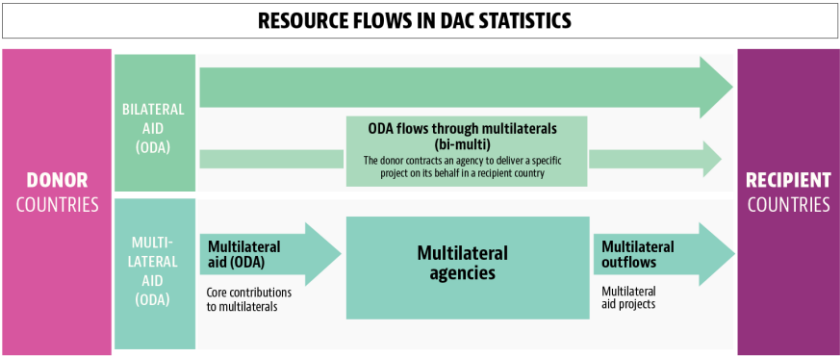 RESOURCE FLOWS IN DAC STATISTICS
DONOR
COUNTRIES
BILATERAL
AID
(ODA)
ODA flows through multilaterals
(bi-multi)
The donor contracts an agency to deliver a specific
project on its behalf in a recipient country
MULTI-
LATERAL
AID
(ODA)
Multilateral
aid (ODA)
Core contributions
to multilaterals
Multilateral
agencies
Multilateral
outflows
Multilateral
aid projects
RECIPIENT
COUNTRIES